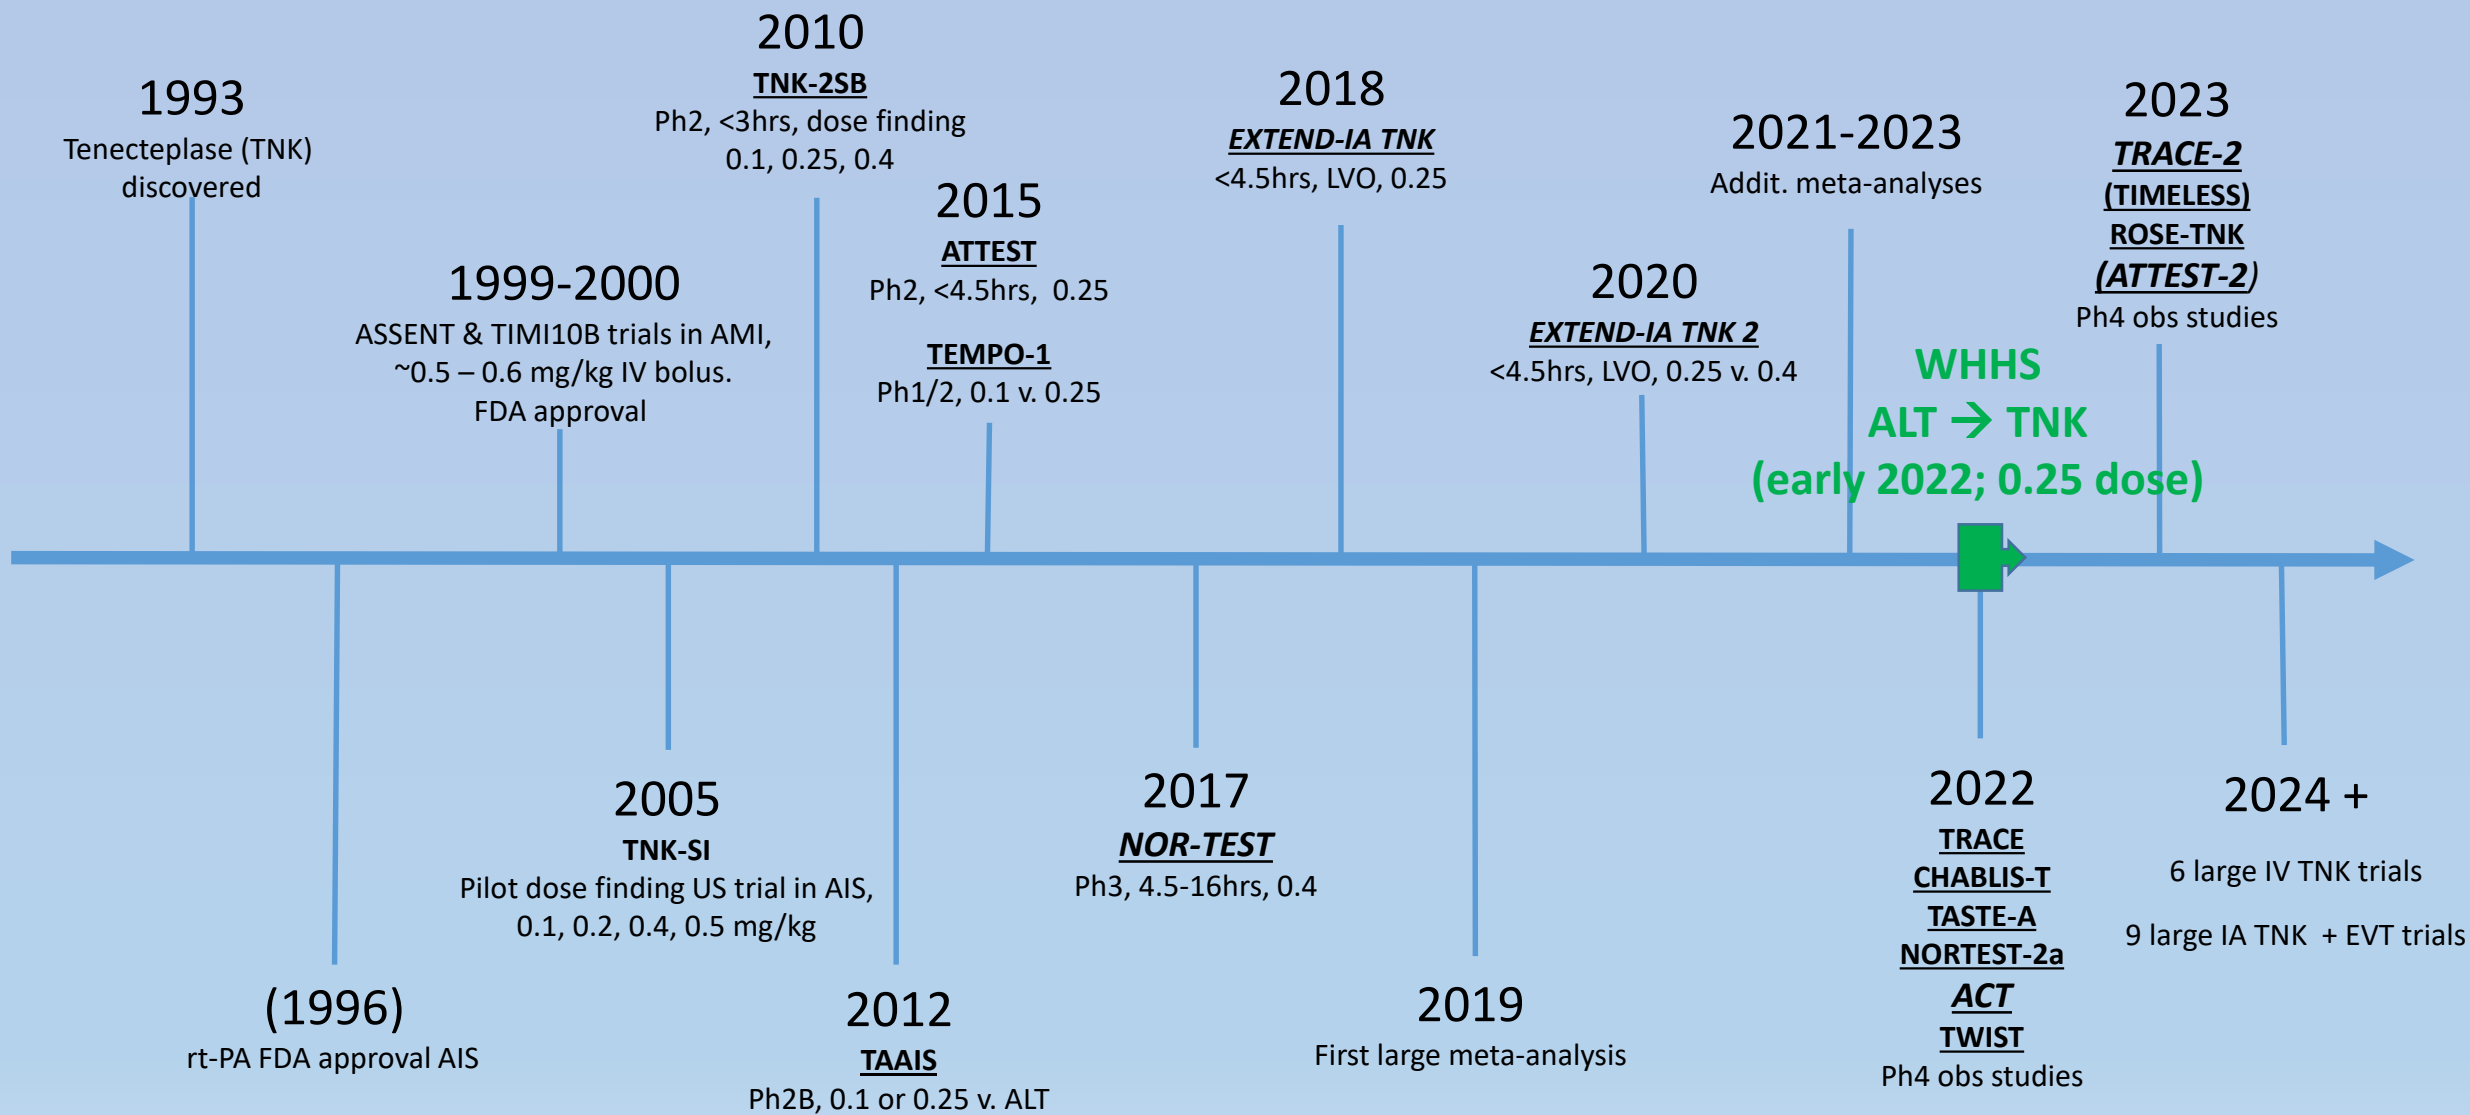 1993
Tenecteplase (TNK)
discovered
(1996)
rt-PA FDA approval AIS
1999-2000
ASSENT & TIMI10B trials in AMI,
~0.5 – 0.6 mg/kg IV bolus.
FDA approval
2005
TNK-SI
Pilot dose finding US trial in AIS,
0.1, 0.2, 0.4, 0.5 mg/kg
2010
TNK-2SB
Ph2, <3hrs, dose finding
0.1, 0.25, 0.4
2012
TAAIS
Ph2B, 0.1 or 0.25 v. ALT
2015
ATTEST
Ph2, <4.5hrs, 0.25
TEMPO-1
Ph1/2, 0.1 v. 0.25
2017
NOR-TEST
Ph3, 4.5-16hrs, 0.4
2018
EXTEND-IA TNK
<4.5hrs, LVO, 0.25
2019
First large meta-analysis
2020
EXTEND-IA TNK 2
<4.5hrs, LVO, 0.25 v. 0.4
2021-2023
Addit. meta-analyses
WHHS
ALT → TNK
(early 2022; 0.25 dose)
2022
TRACE
CHABLIS-T
TASTE-A
NORTEST-2a
ACT
TWIST
Ph4 obs studies
2023
TRACE-2
(TIMELESS)
ROSE-TNK
(ATTEST-2)
Ph4 obs studies
2024 +
6 large IV TNK trials
9 large IA TNK + EVT trials